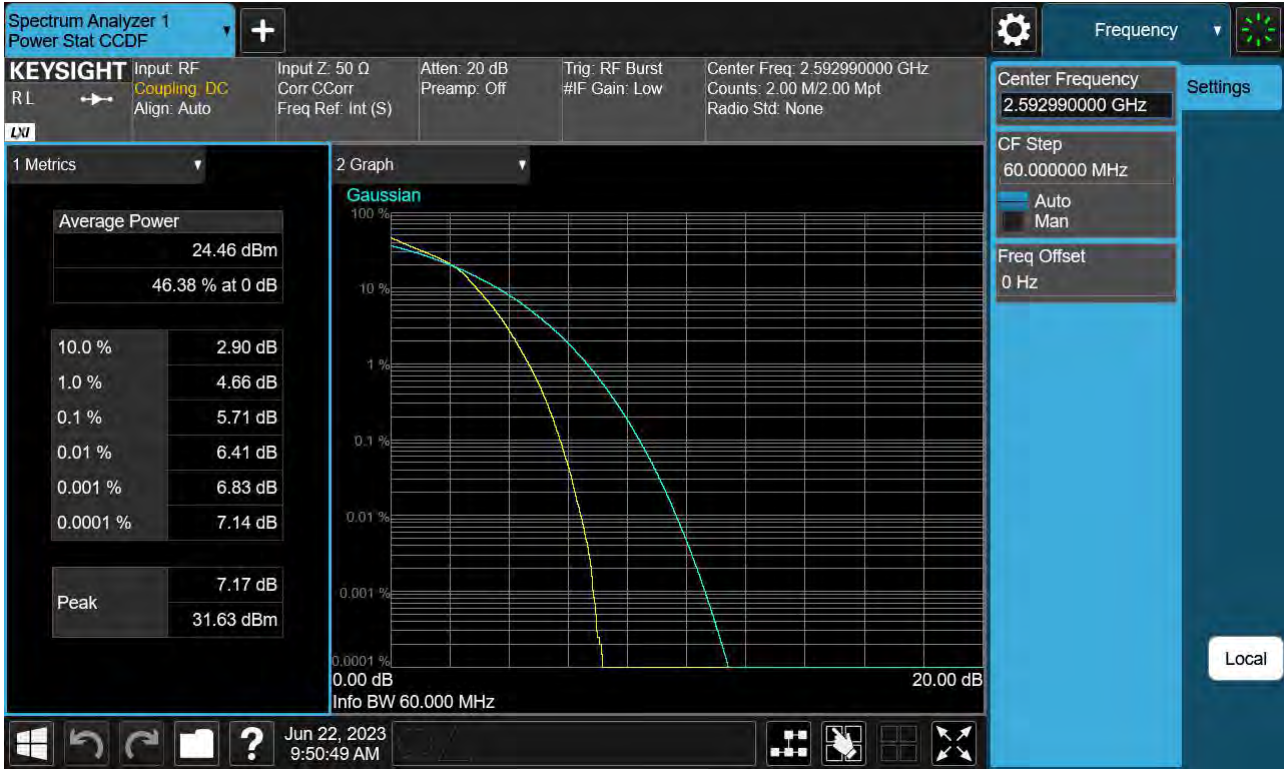 Spectrum Analyzer 1
Power Stat CCDF
+
Frequency
KEYSIGHT
R L
LXI
Input: RF
Coupling: DC
Align: Auto
Input Z: 50 Ω
Corr CCorr
Freq Ref: Int (S)
Atten: 20 dB
Preamp: Off
Trig: RF Burst
#IF Gain: Low
Center Freq: 2.592990000 GHz
Counts: 2.00 M/2.00 Mpt
Radio Std: None
Center Frequency
2.592990000 GHz
Settings
CF Step
60.000000 MHz
Auto
Man
Freq Offset
0 Hz
1 Metrics
Average Power
24.46 dBm
46.38 % at 0 dB
10.0 % 2.90 dB
1.0 % 4.66 dB
0.1 % 5.71 dB
0.01 % 6.41 dB
0.001 % 6.83 dB
0.0001 % 7.14 dB
Peak
7.17 dB
31.63 dBm
2 Graph
Gaussian
100 %
10 %
1 %
0.1 %
0.01 %
0.001 %
0.0001 %
0.00 dB 20.00 dB
Info BW 60.000 MHz
Local
?
Jun 22, 2023
9:50:49 AM